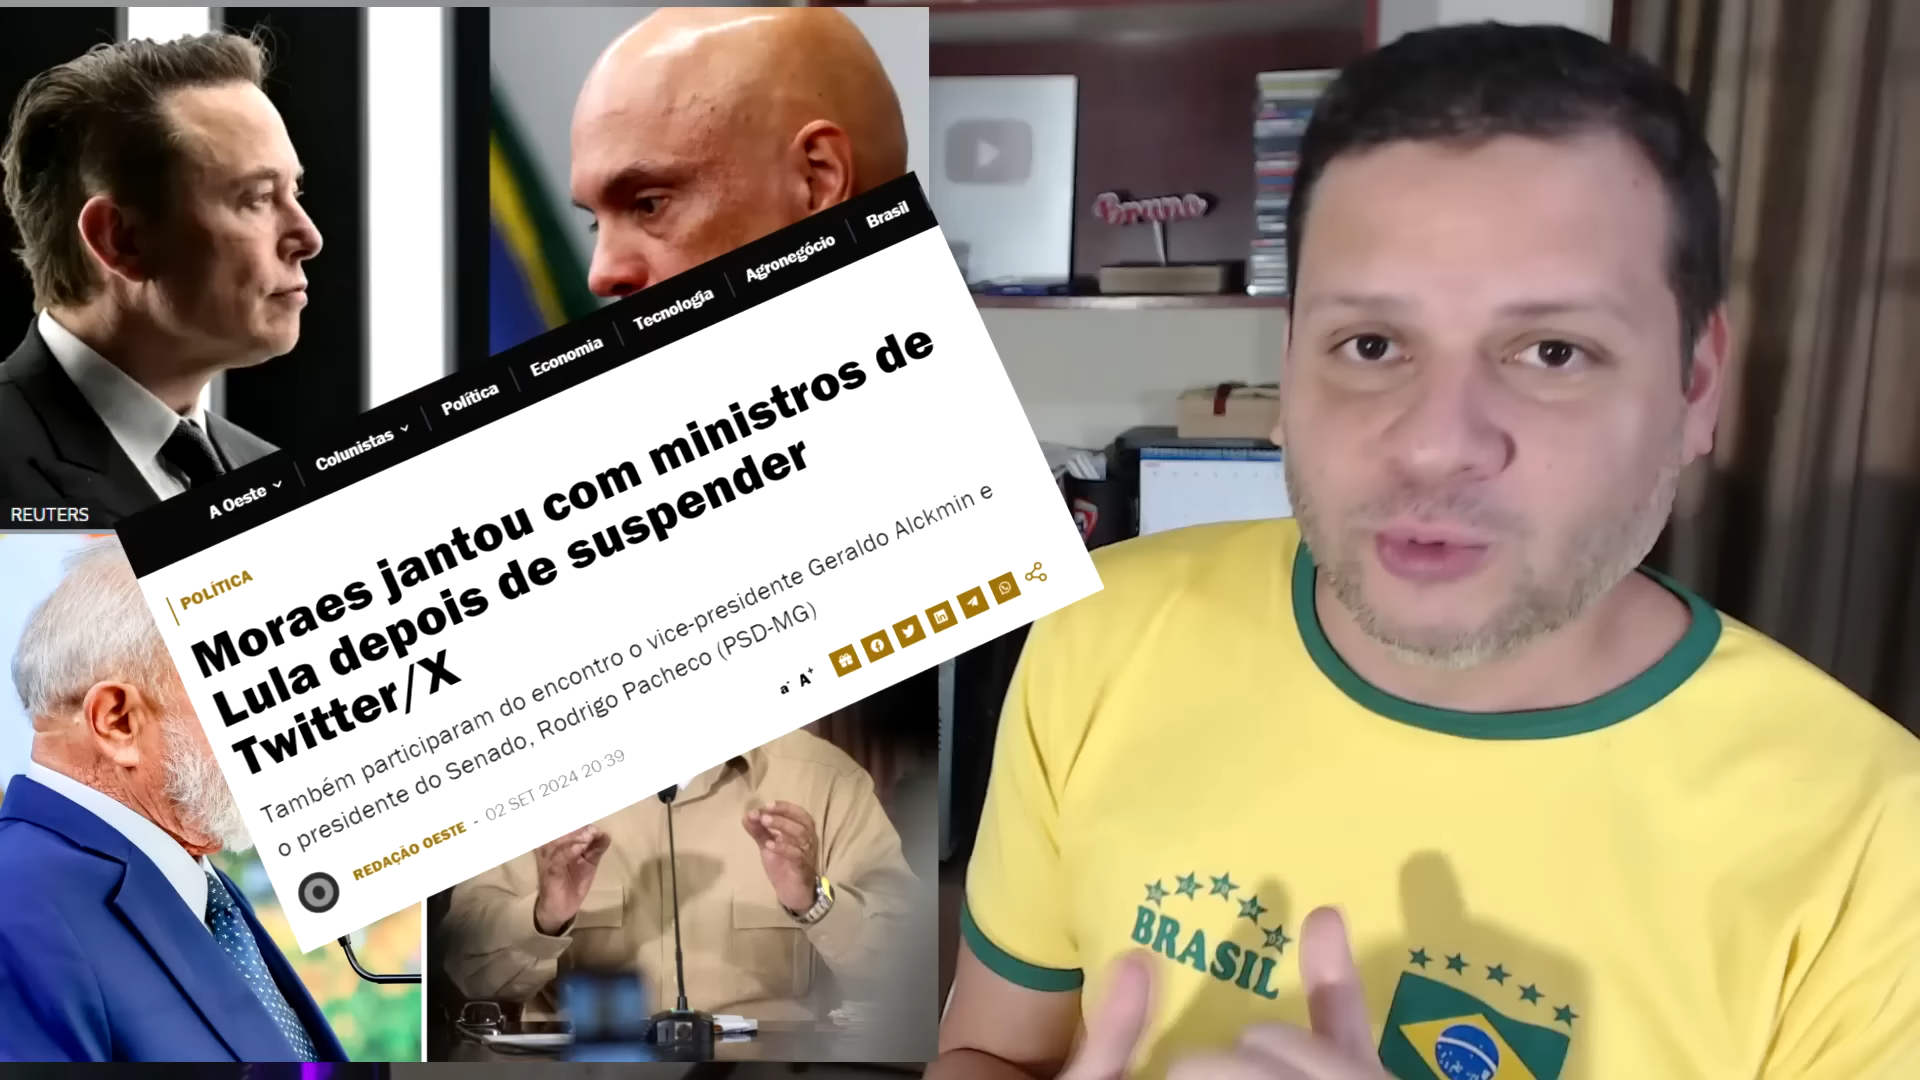 REUTERS
A Oeste
Colunistas
Política
Economia
Tecnologia
Agronegócio
Brasil
POLÍTICA
Moraes jantou com ministros de
Lula depois de suspender
Twitter/X
Também participaram do encontro o vice-presidente Geraldo Alckmin e
o presidente do Senado, Rodrigo Pacheco (PSD-MG)
REDAÇÃO OESTE - 02 SET 2024 20:39
a- A+
Bruno
BRASIL